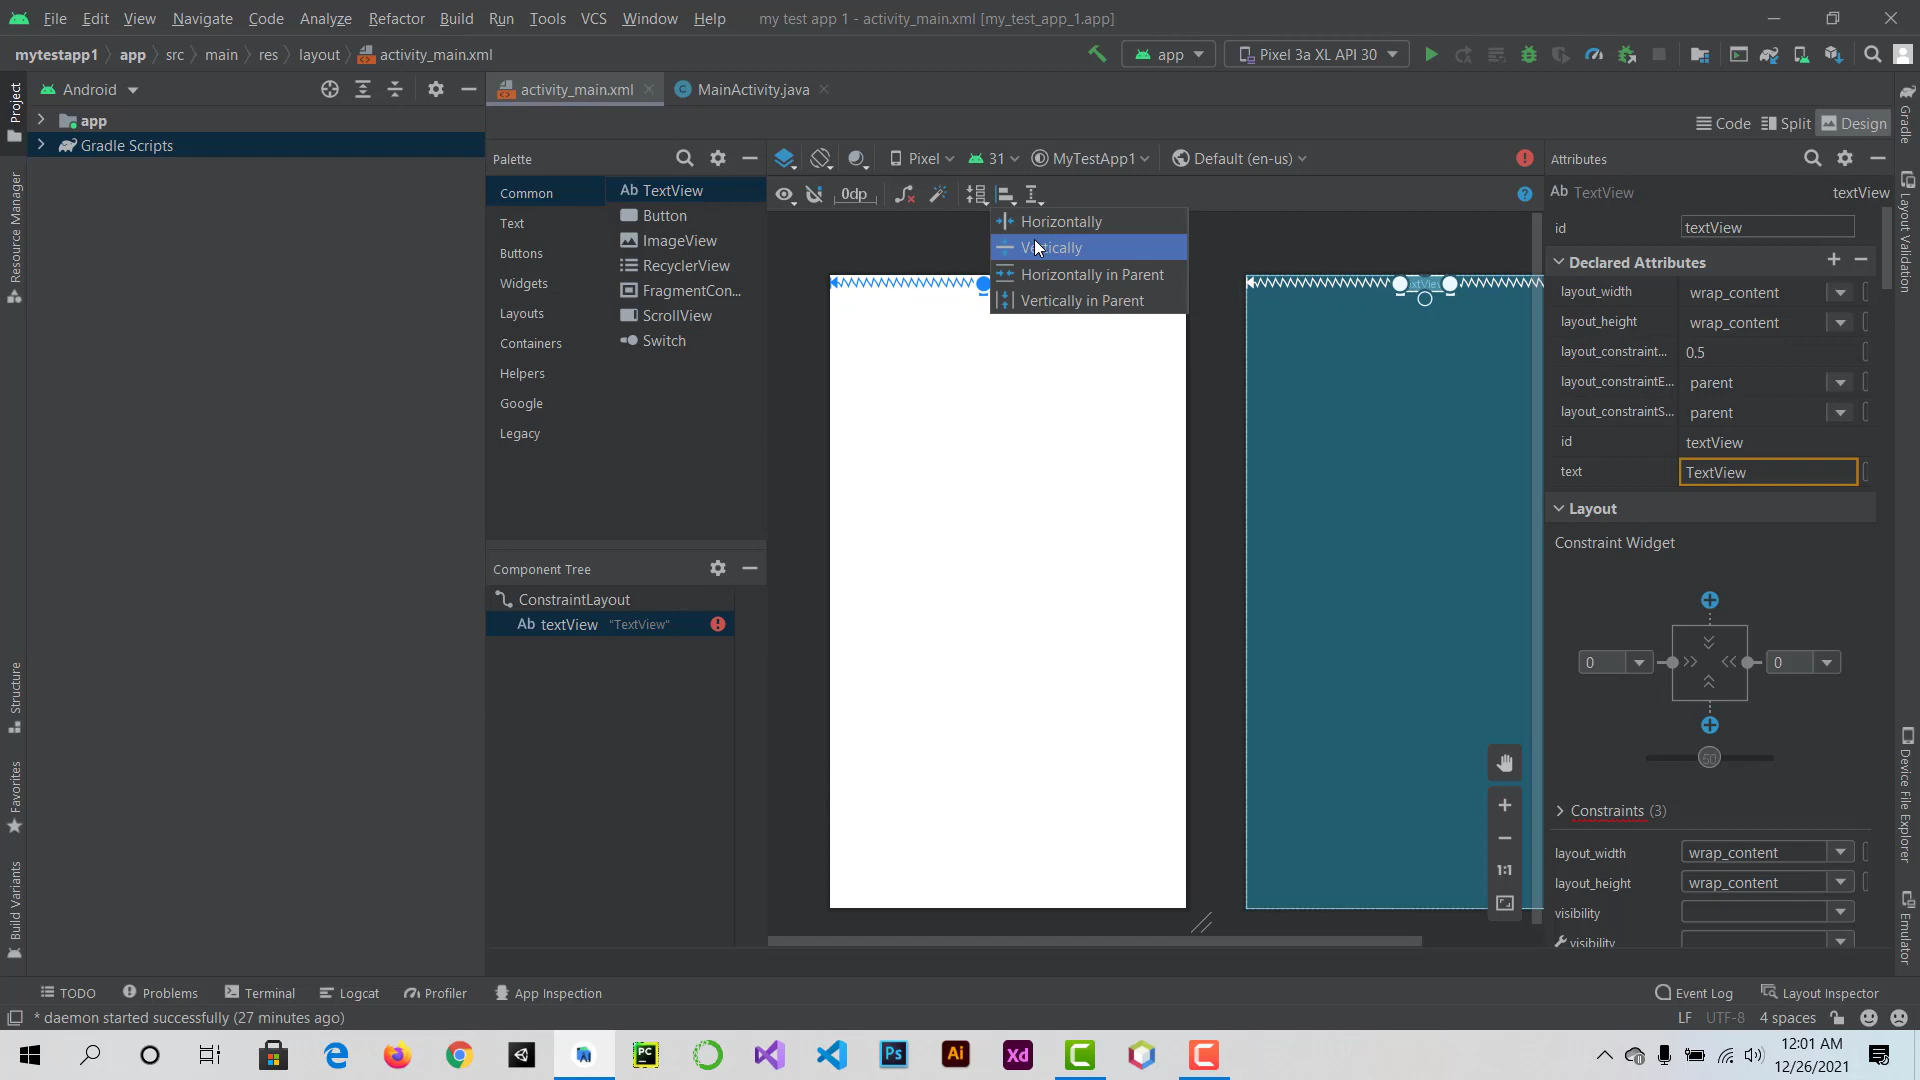 File Edit View Navigate Code Analyze Refactor Build Run Tools VCS Window Help my test app 1 - activity_main.xml [my_test_app_1.app]
mytestapp1 app src main res layout activity_main.xml app Pixel 3a XL API 30
Project
Android
activity_main.xml
MainActivity.java
Gradle
app
Gradle Scripts
Code Split Design
Palette
Pixel 31 MyTestApp1 Default (en-us)
Attributes
Common
Text
Buttons
Widgets
Layouts
Containers
Helpers
Google
Legacy
Ab TextView
Button
ImageView
RecyclerView
FragmentCon...
ScrollView
Switch
0dp
Horizontally
Vertically
Horizontally in Parent
Vertically in Parent
Ab TextView textView
id textView
Declared Attributes
layout_width wrap_content
layout_height wrap_content
layout_constraint... 0.5
layout_constraintE... parent
layout_constraintS... parent
id textView
text TextView
Layout
Constraint Widget
0 0
50
Constraints (3)
layout_width wrap_content
layout_height wrap_content
visibility
visibility
Component Tree
ConstraintLayout
Ab textView "TextView"
1:1
Resource Manager
Structure
Favorites
Build Variants
Layout Validation
Device File Explorer
Emulator
TODO Problems Terminal Logcat Profiler App Inspection Event Log Layout Inspector
* daemon started successfully (27 minutes ago) LF UTF-8 4 spaces
PC
Ps
Ai
Xd
12:01 AM
12/26/2021